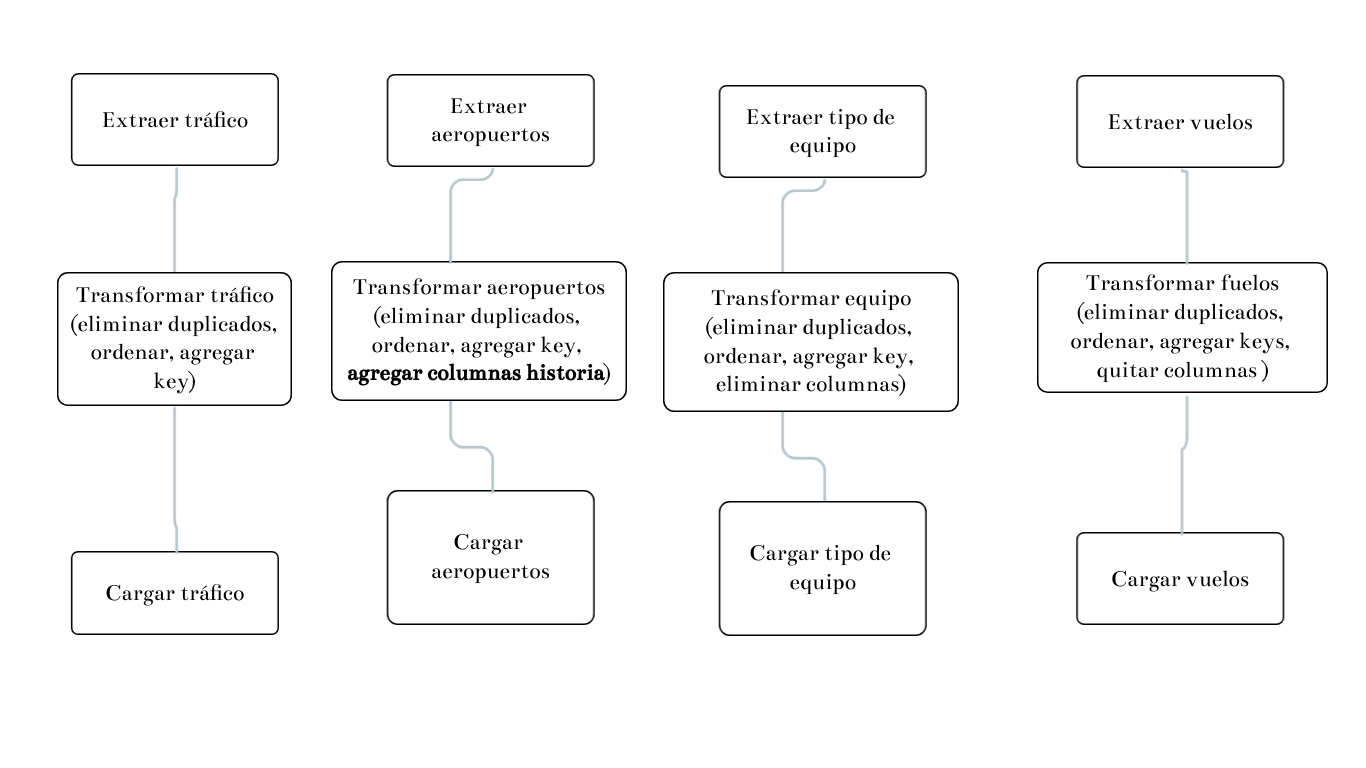 Extraer tráfico
Extraer
aeropuertos
Extraer tipo de
equipo
Extraer vuelos
Transformar tráfico
(eliminar duplicados,
ordenar, agregar
key)
Transformar aeropuertos
(eliminar duplicados,
ordenar, agregar key,
agregar columnas historia)
Transformar equipo
(eliminar duplicados,
ordenar, agregar key,
eliminar columnas)
Transformar fuelos
(eliminar duplicados,
ordenar, agregar keys,
quitar columnas )
Cargar tráfico
Cargar
aeropuertos
Cargar tipo de
equipo
Cargar vuelos